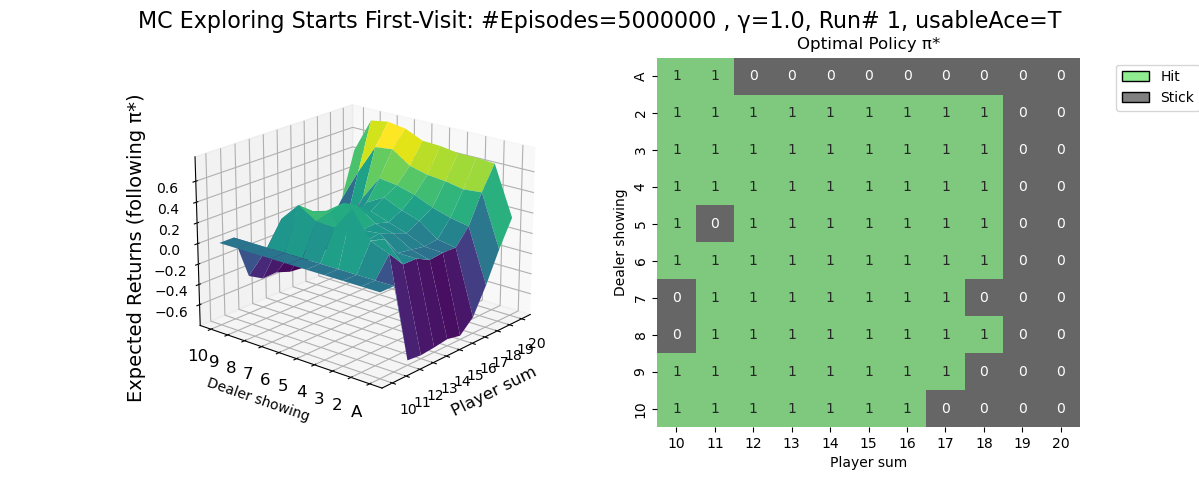 MC Exploring Starts First-Visit: #Episodes=5000000 , γ=1.0, Run# 1, usableAce=T
Expected Returns (following π*)
0.6
0.4
0.2
0.0
−0.2
−0.4
−0.6
10 9 8 7 6 5 4 3 2 A
Dealer showing
10 11 12 13 14 15 16 17 18 19 20
Player sum
Optimal Policy π*
Dealer showing
A 1 1 0 0 0 0 0 0 0 0 0
2 1 1 1 1 1 1 1 1 1 0 0
3 1 1 1 1 1 1 1 1 1 0 0
4 1 1 1 1 1 1 1 1 1 0 0
5 1 0 1 1 1 1 1 1 1 0 0
6 1 1 1 1 1 1 1 1 1 0 0
7 0 1 1 1 1 1 1 1 0 0 0
8 0 1 1 1 1 1 1 1 1 0 0
9 1 1 1 1 1 1 1 1 0 0 0
10 1 1 1 1 1 1 1 0 0 0 0
10 11 12 13 14 15 16 17 18 19 20
Player sum
Hit
Stick